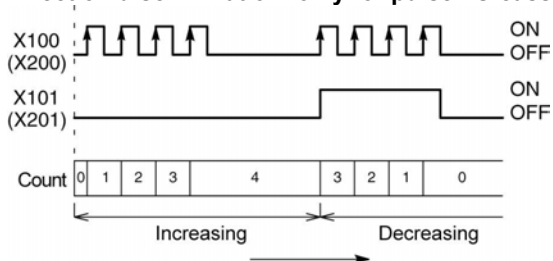 X100
(X200)
ON
OFF
X101
(X201)
ON
OFF
Count 0 1 2 3 4 3 2 1 0
Increasing Decreasing